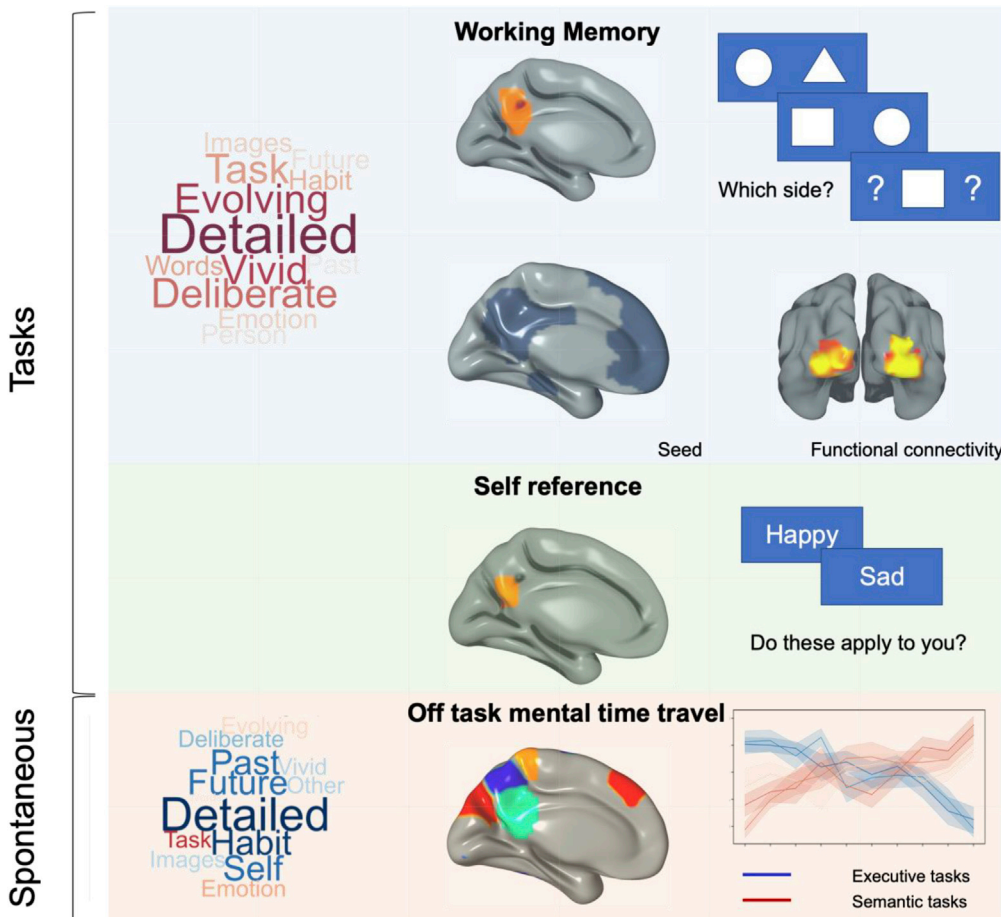 Tasks
Working Memory
Images
Future
Task
Habit
Evolving
Detailed
Words
Vivid
Past
Deliberate
Emotion
Person
Which side?
? ?
Seed
Functional connectivity
Self reference
Happy
Sad
Do these apply to you?
Spontaneous
Off task mental time travel
Evolving
Deliberate
Past
Vivid
Future
Other
Detailed
Task
Habit
Images
Self
Emotion
Executive tasks
Semantic tasks